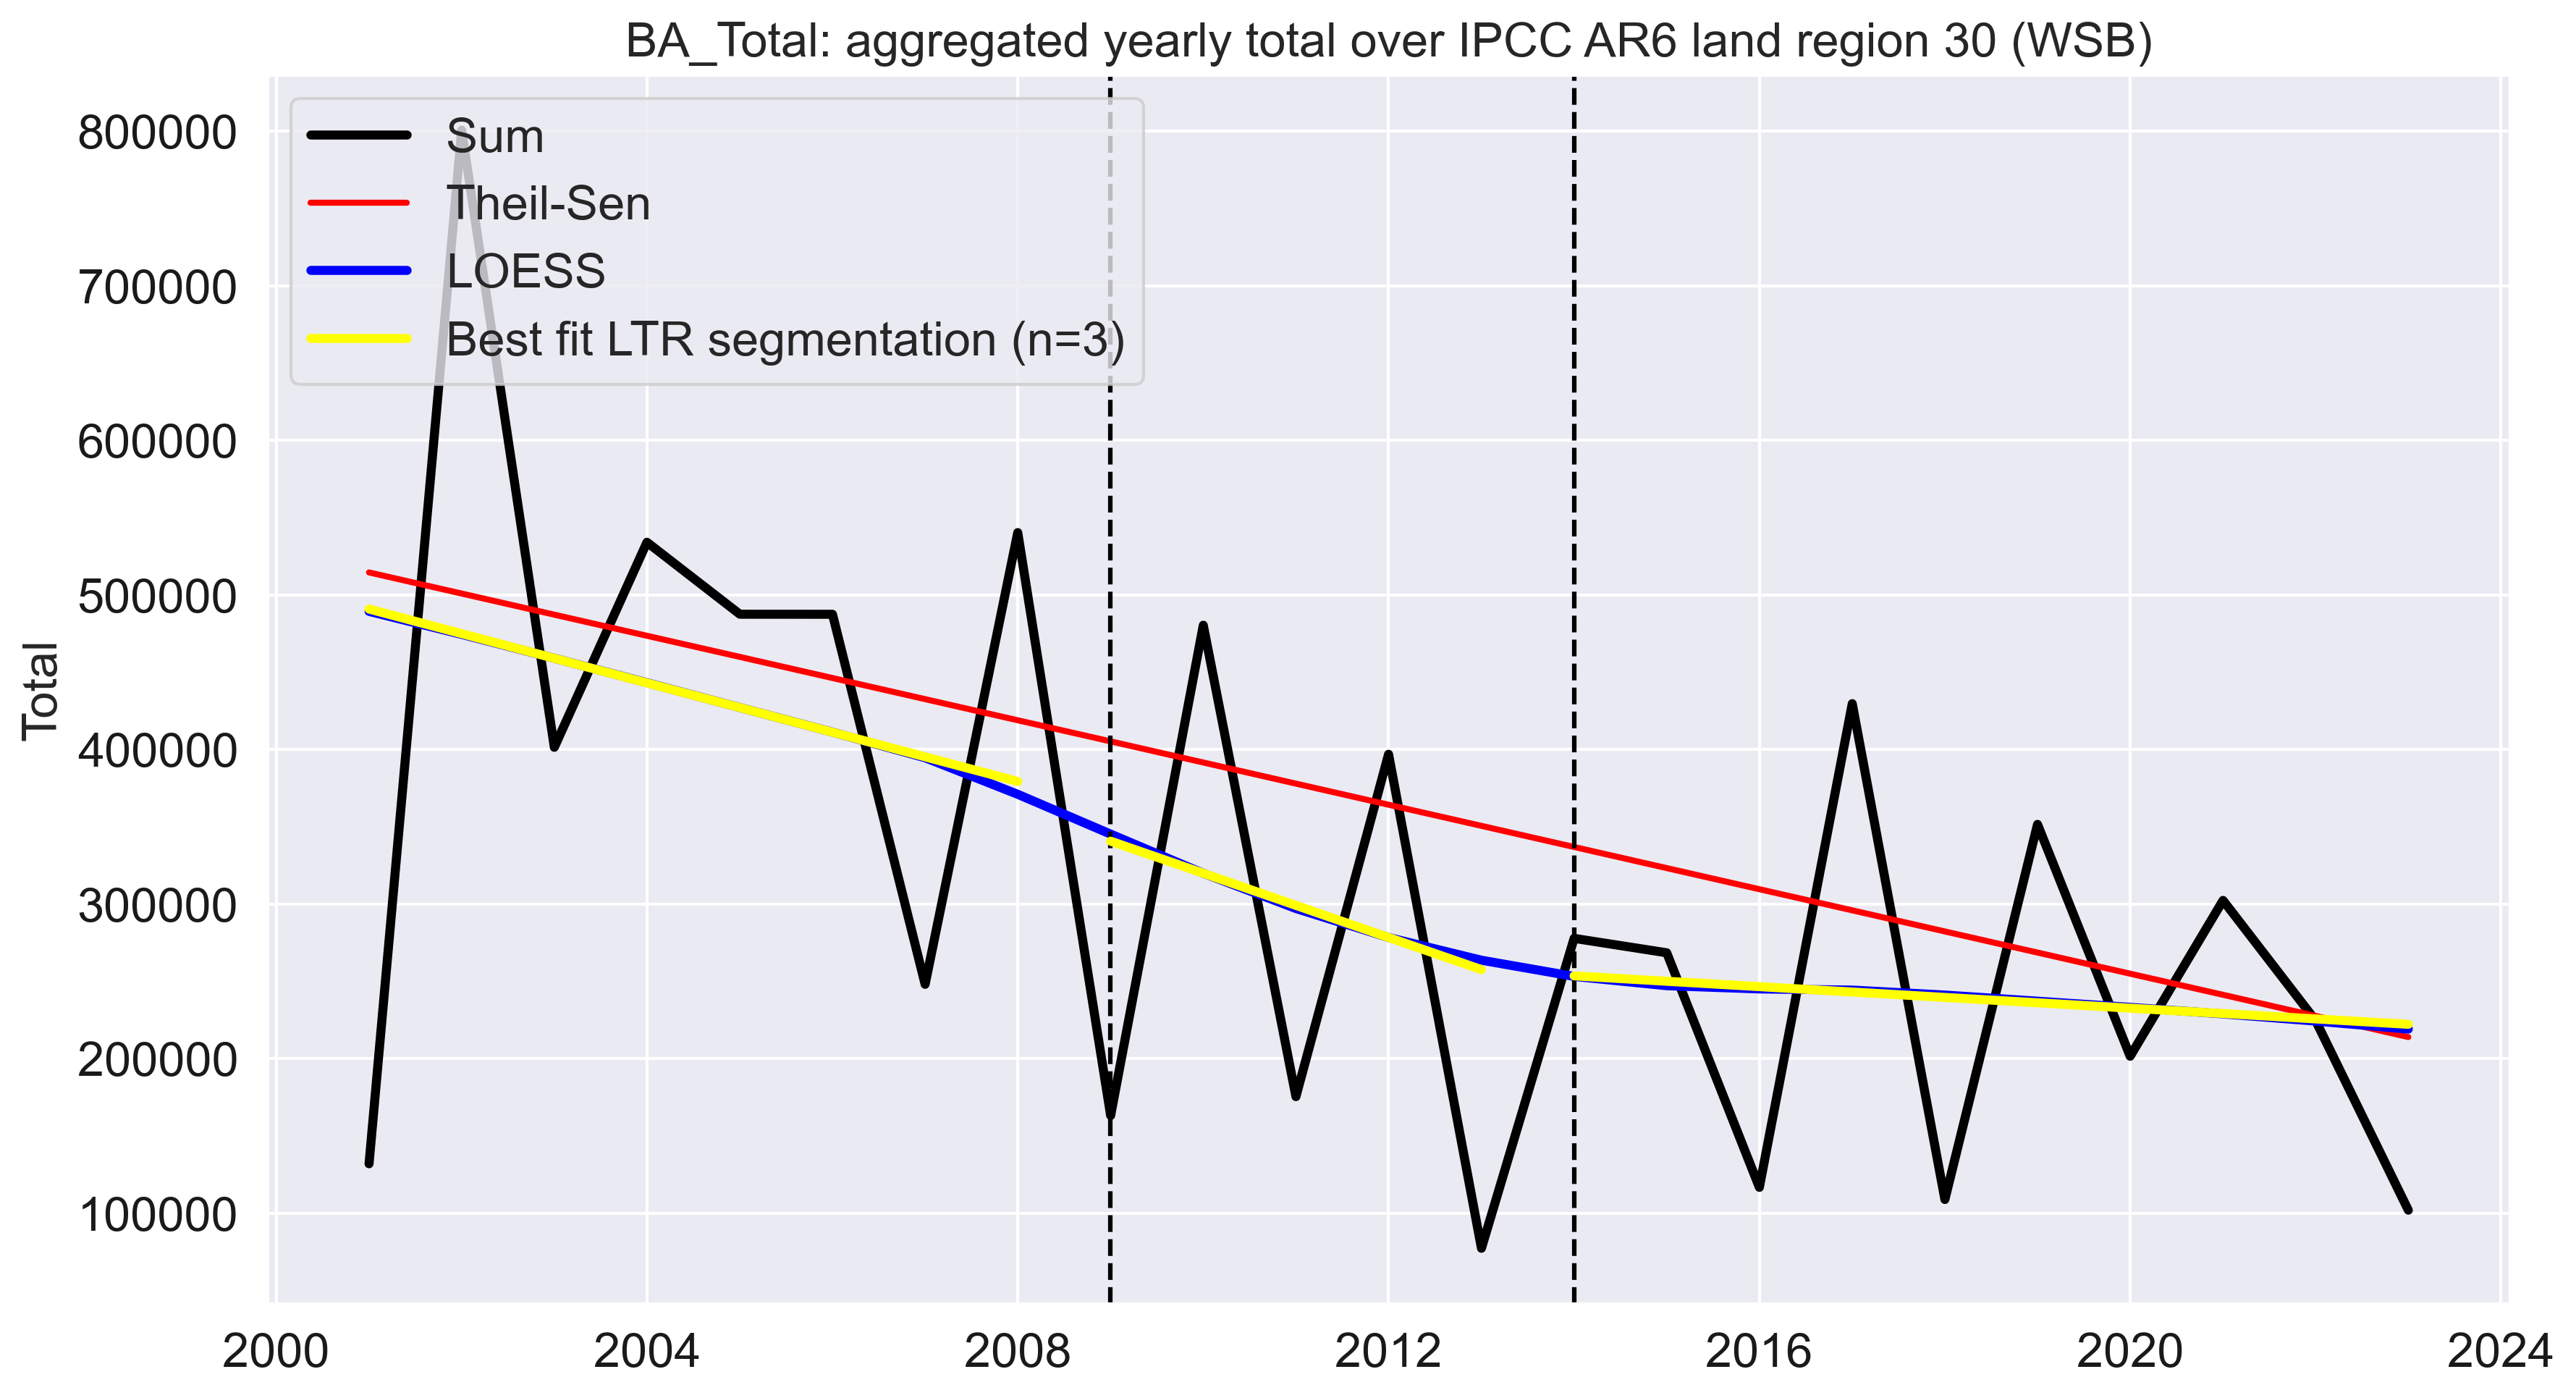 BA_Total: aggregated yearly total over IPCC AR6 land region 30 (WSB)
Sum
Theil-Sen
LOESS
Best fit LTR segmentation (n=3)
Total
800000
700000
600000
500000
400000
300000
200000
100000
2000 2004 2008 2012 2016 2020 2024